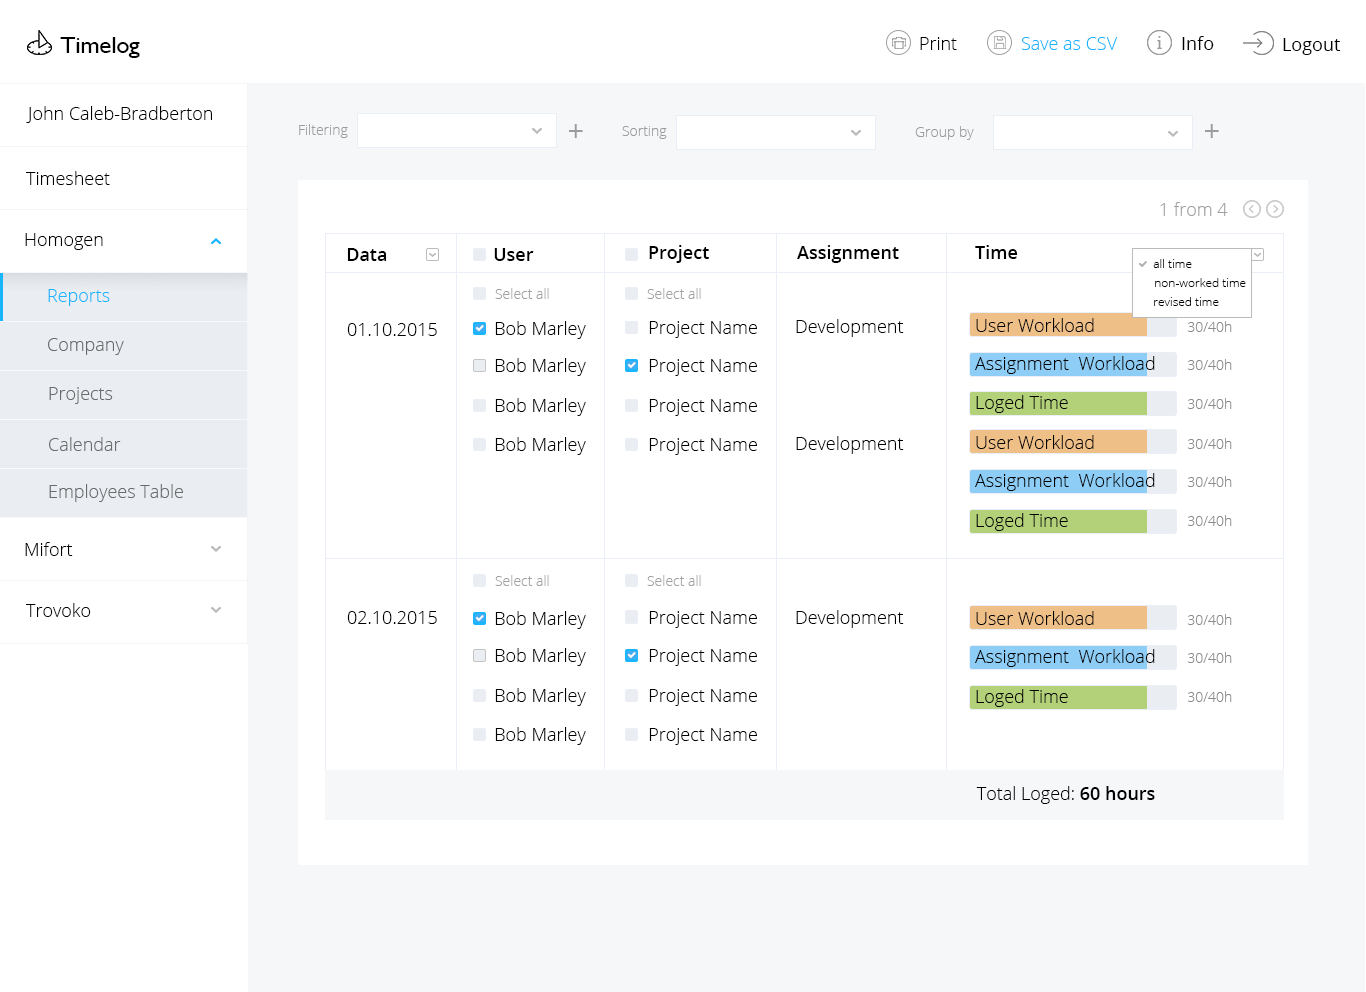 Timelog
Print
Save as CSV
Info
Logout
John Caleb-Bradberton
Timesheet
Homogen
Reports
Company
Projects
Calendar
Employees Table
Mifort
Trovoko
Filtering
Sorting
Group by
1 from 4
Data
User
Project
Assignment
Time
all time
non-worked time
revised time
Select all
Select all
01.10.2015
Bob Marley
Project Name
Development
User Workload
30/40h
Bob Marley
Project Name
Assignment Workload
30/40h
Bob Marley
Project Name
Loged Time
30/40h
Bob Marley
Project Name
Development
User Workload
30/40h
Assignment Workload
30/40h
Loged Time
30/40h
Select all
Select all
02.10.2015
Bob Marley
Project Name
Development
User Workload
30/40h
Bob Marley
Project Name
Assignment Workload
30/40h
Bob Marley
Project Name
Loged Time
30/40h
Bob Marley
Project Name
Total Loged: 60 hours